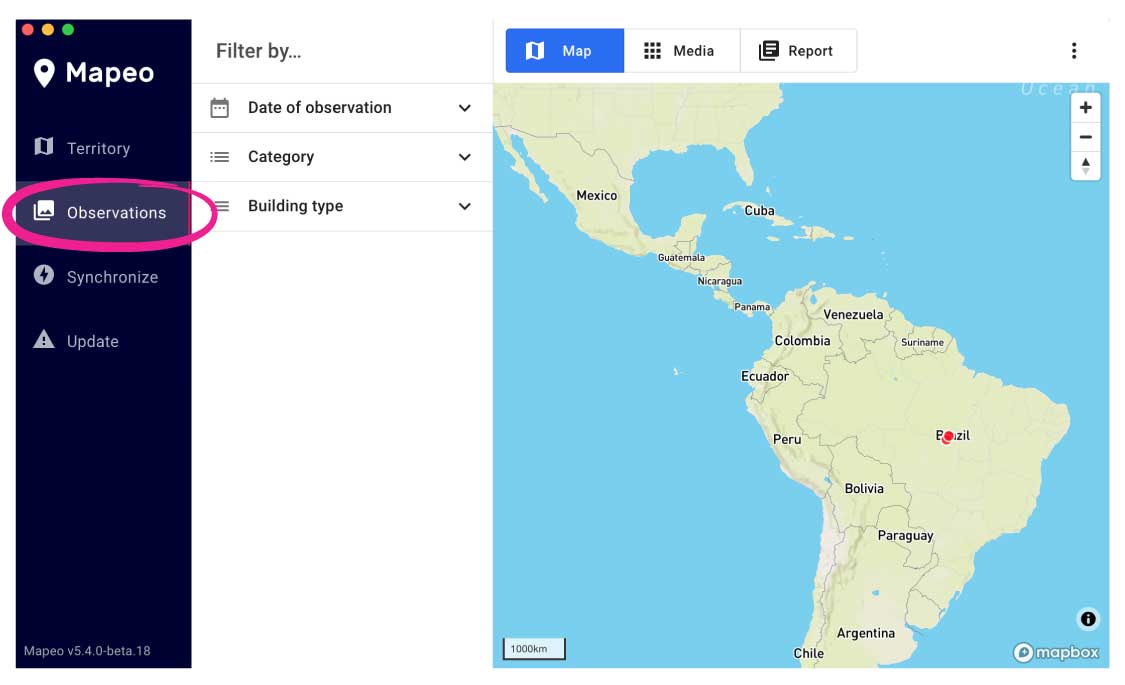 Mapeo
Territory
Observations
Synchronize
Update
Mapeo v5.4.0-beta.18
Filter by...
Date of observation
Category
Building type
Map
Media
Report
Ocean
Mexico
Cuba
Guatemala
Nicaragua
Panama
Venezuela
Colombia
Suriname
Ecuador
Brazil
Peru
Bolivia
Paraguay
Argentina
Chile
1000km
mapbox